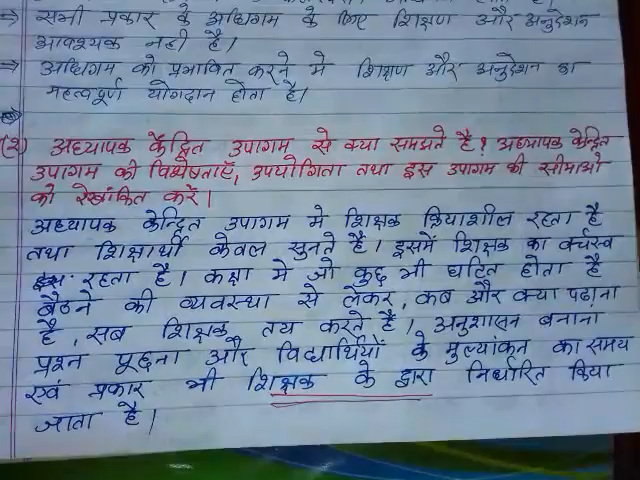 ⇒ सभी प्रकार के अधिगम के लिए शिक्षण और अनुदेशन
आवश्यक नही है।
⇒ अधिगम को प्रभावित करने मे शिक्षण और अनुदेशन का
महत्वपूर्ण योगदान होता है।
(2) अध्यापक केंद्रित उपागम से क्या समझते है? अध्यापक केन्द्रित
उपागम की विशेषताएँ, उपयोगिता तथा इस उपागम की सीमाओ
को रेखांकित करें।
अध्यापक केन्द्रित उपागम मे शिक्षक क्रियाशील रहता है
तथा शिक्षार्थी केवल सुनते है। इसमें शिक्षक का वर्चस्व
रहता है। कक्षा मे जो कुछ भी घटित होता है
बैठने की व्यवस्था से लेकर, कब और क्या पढ़ाना
है, सब शिक्षक तय करते है। अनुशासन बनाना
प्रश्न पूछना और विद्यार्थियों के मुल्यांकन का समय
एवं प्रकार भी शिक्षक के द्वारा निर्धारित किया
जाता है।